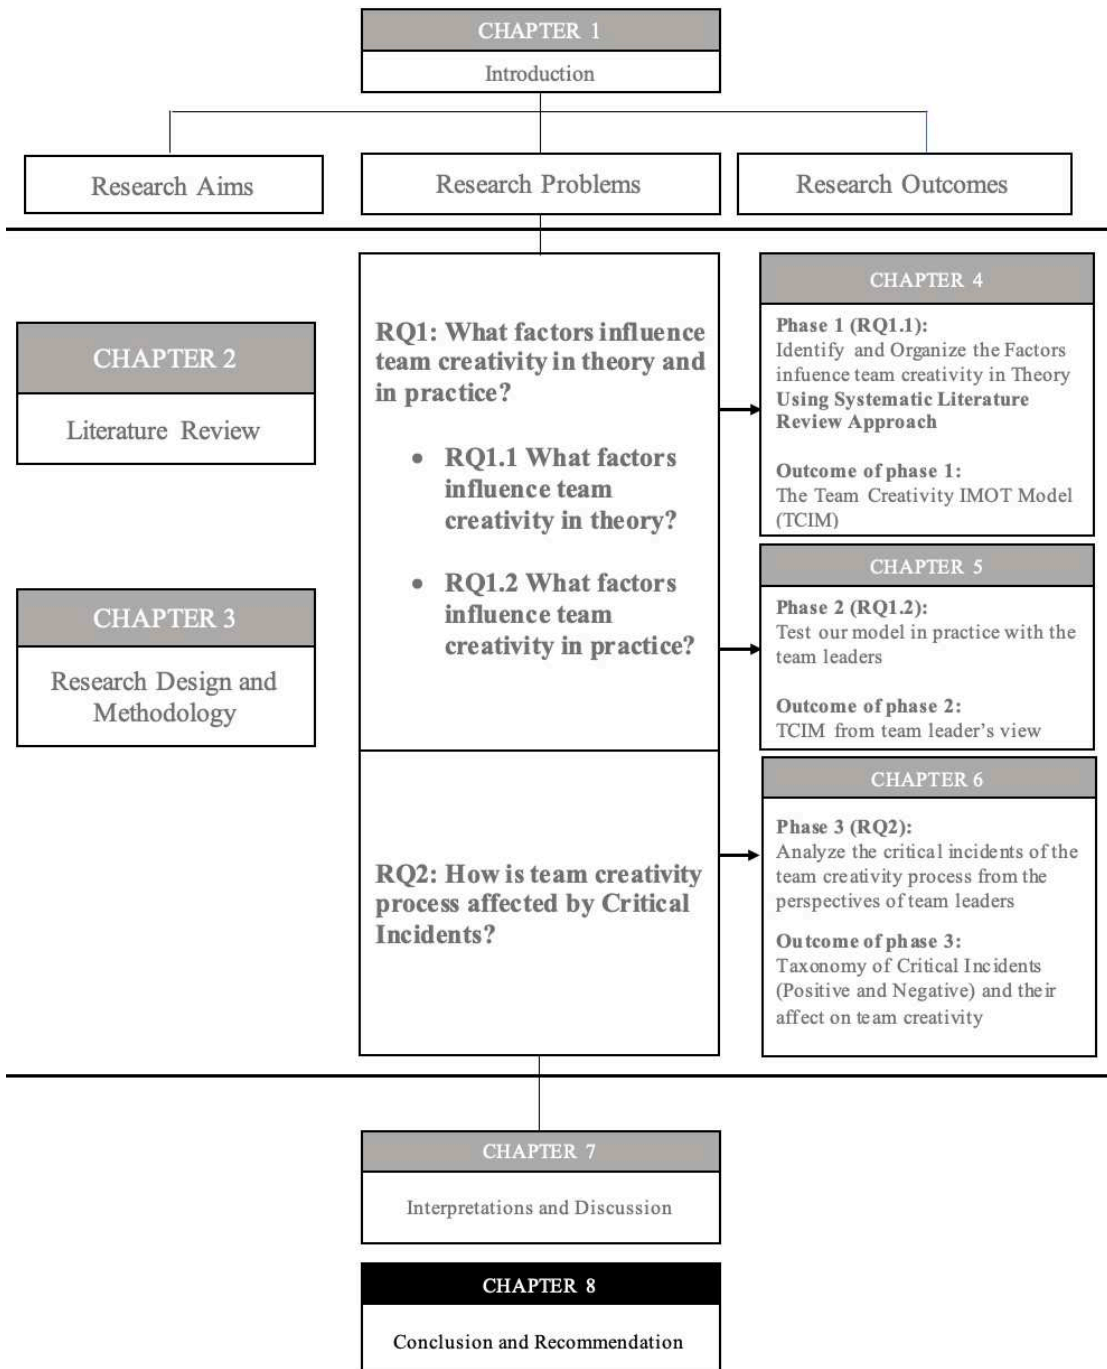 CHAPTER 1
Introduction
Research Aims
Research Problems
Research Outcomes
CHAPTER 2
Literature Review
CHAPTER 3
Research Design and
Methodology
RQ1: What factors influence
team creativity in theory and
in practice?
• RQ1.1 What factors
influence team
creativity in theory?
• RQ1.2 What factors
influence team
creativity in practice?
RQ2: How is team creativity
process affected by Critical
Incidents?
CHAPTER 4
Phase 1 (RQ1.1):
Identify and Organize the Factors
infuence team creativity in Theory
Using Systematic Literature
Review Approach
Outcome of phase 1:
The Team Creativity IMOT Model
(TCIM)
CHAPTER 5
Phase 2 (RQ1.2):
Test our model in practice with the
team leaders
Outcome of phase 2:
TCIM from team leader's view
CHAPTER 6
Phase 3 (RQ2):
Analyze the critical incidents of the
team creativity process from the
perspectives of team leaders
Outcome of phase 3:
Taxonomy of Critical Incidents
(Positive and Negative) and their
affect on team creativity
CHAPTER 7
Interpretations and Discussion
CHAPTER 8
Conclusion and Recommendation